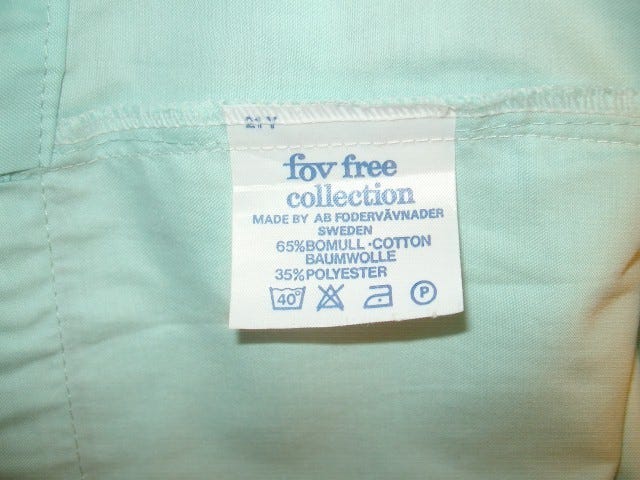 fov free
collection
MADE BY AB FODERVÄVNADER
SWEDEN
65%BOMULL·COTTON
BAUMWOLLE
35%POLYESTER
40°
P